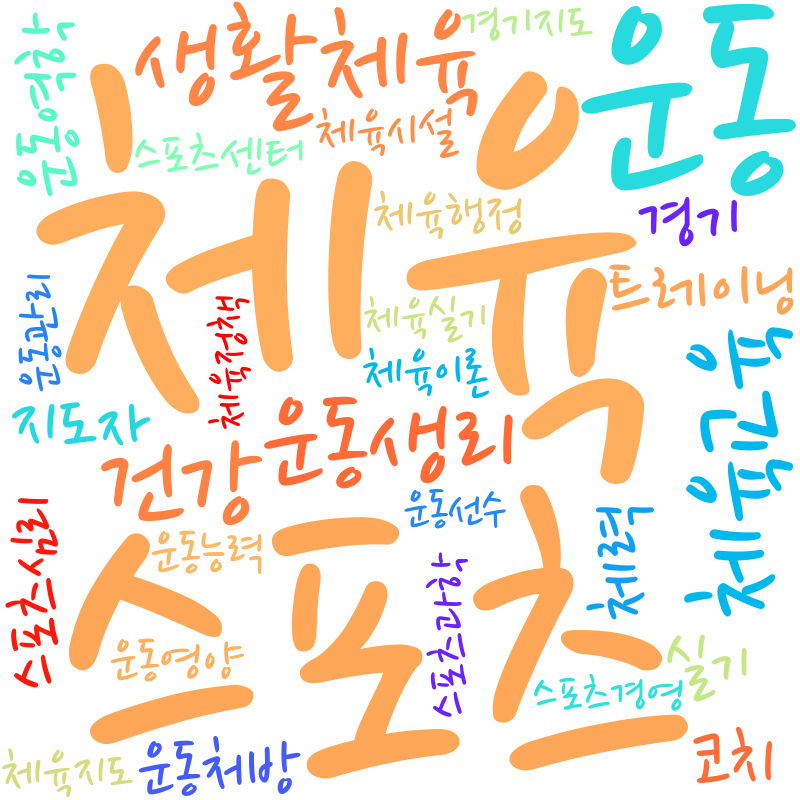 운동역학
생활체육
경기지도
운동
스포츠센터
체육시설
체육
체육행정
경기
트레이닝
운동관리
체육정책
체육실기
체육이론
체육교육
지도자
건강
운동생리
스포츠심리
운동능력
스포츠
운동선수
체력
스포츠과학
운동영양
스포츠경영
실기
체육지도
운동처방
코치